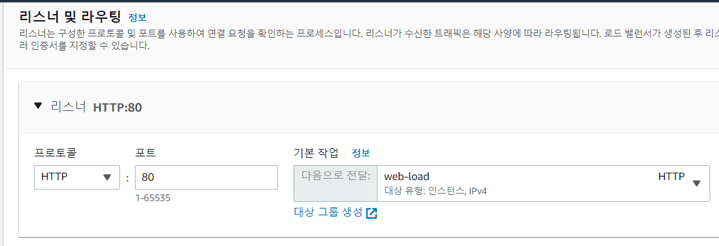 리스너 및 라우팅 정보
리스너는 구성한 프로토콜 및 포트를 사용하여 연결 요청을 확인하는 프로세스입니다. 리스너가 수신한 트래픽은 해당 사양에 따라 라우팅됩니다. 로드 밸런서가 생성된 후 리스
러 인증서를 지정할 수 있습니다.
▼ 리스너 HTTP:80
프로토콜 포트 기본 작업 정보
HTTP : 80 다음으로 전달: web-load HTTP
대상 유형: 인스턴스, IPv4
1-65535
대상 그룹 생성